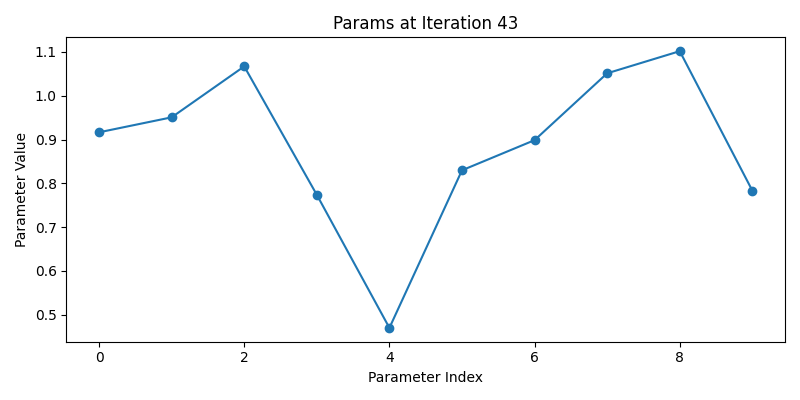 Params at Iteration 43
Parameter Value
1.1
1.0
0.9
0.8
0.7
0.6
0.5
0 2 4 6 8
Parameter Index